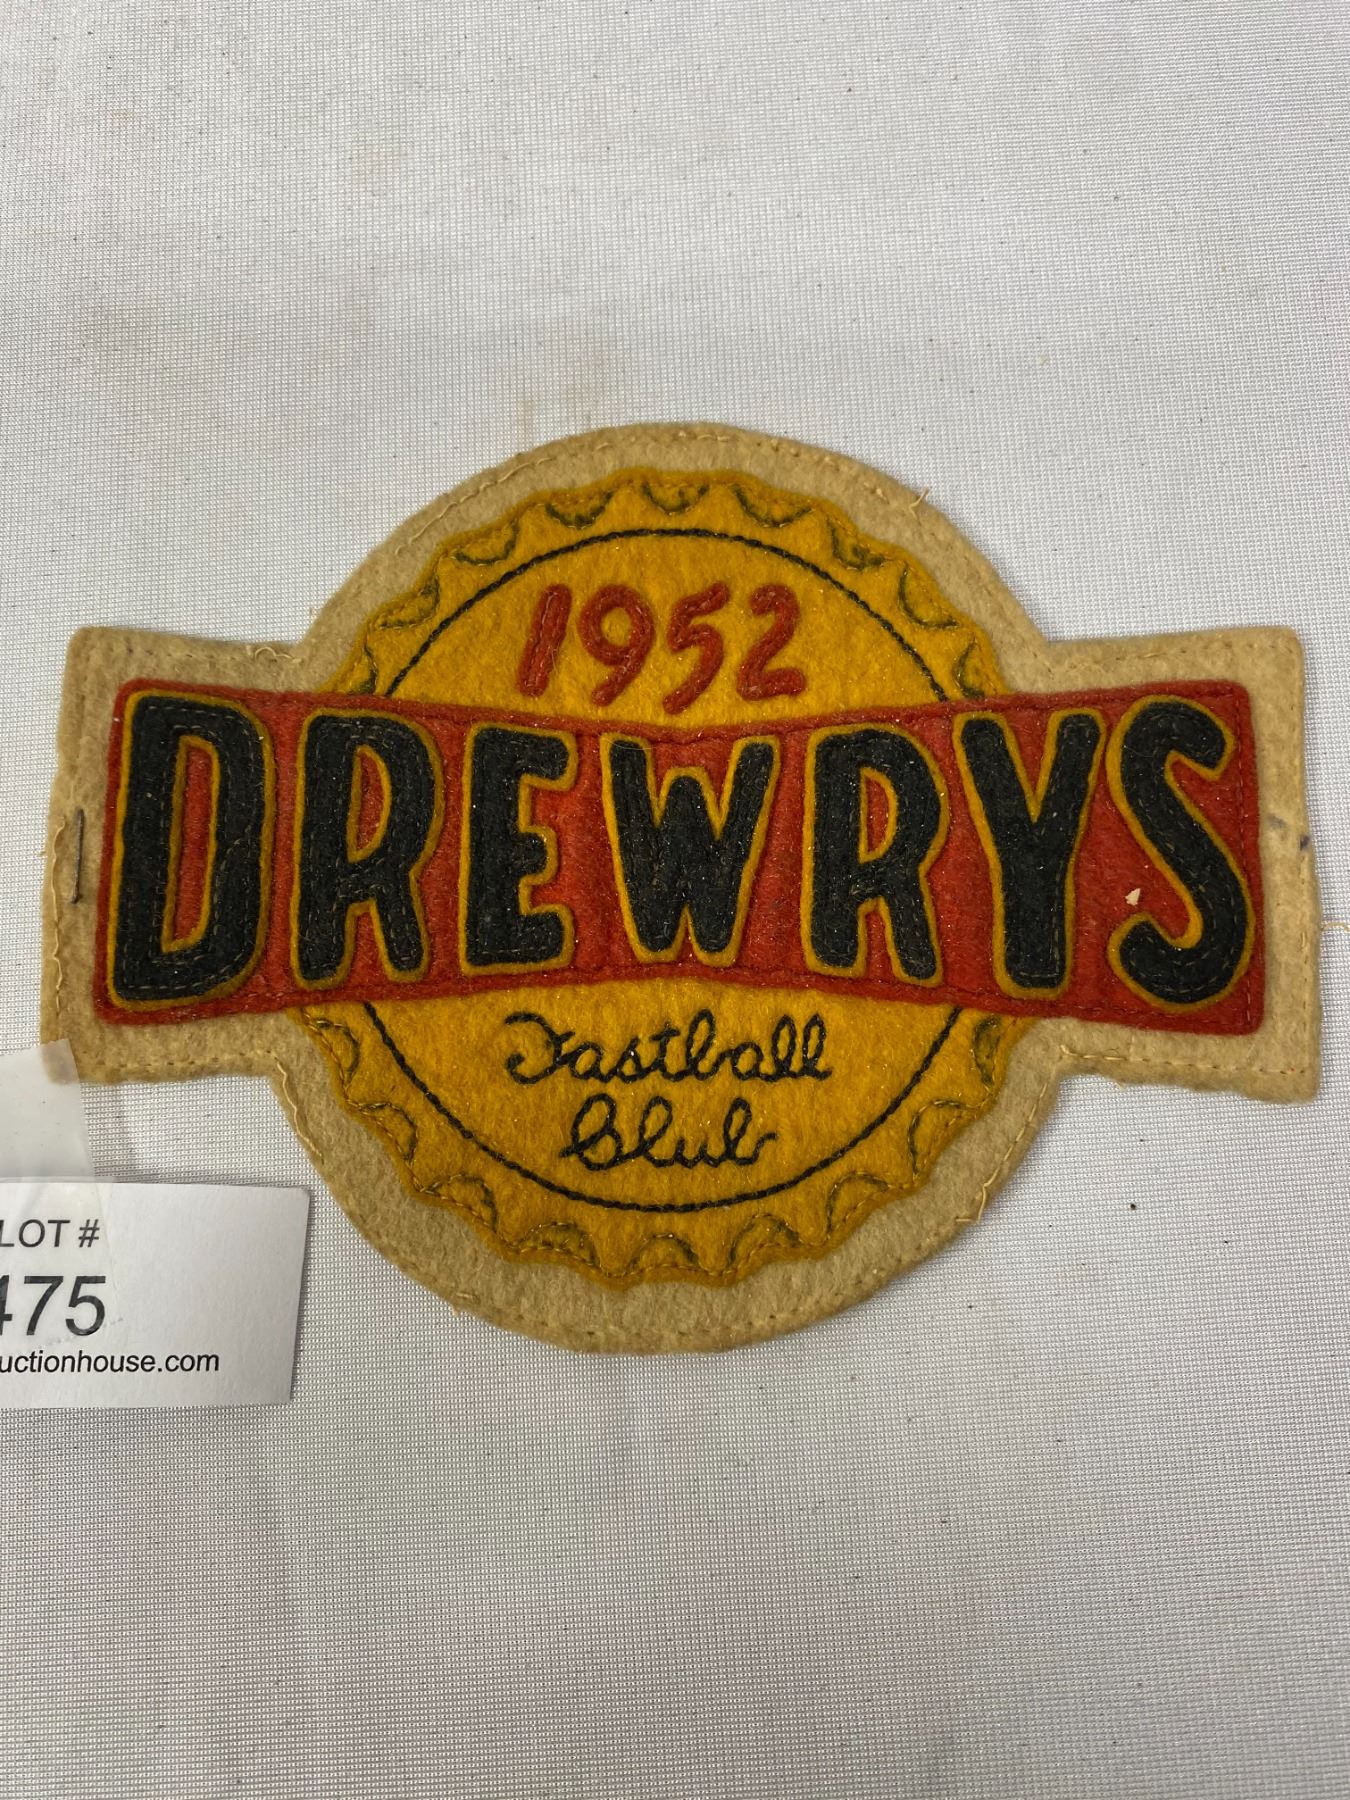 1952
DREWRYS
Fastball
Club
LOT #
475
uctionhouse.com